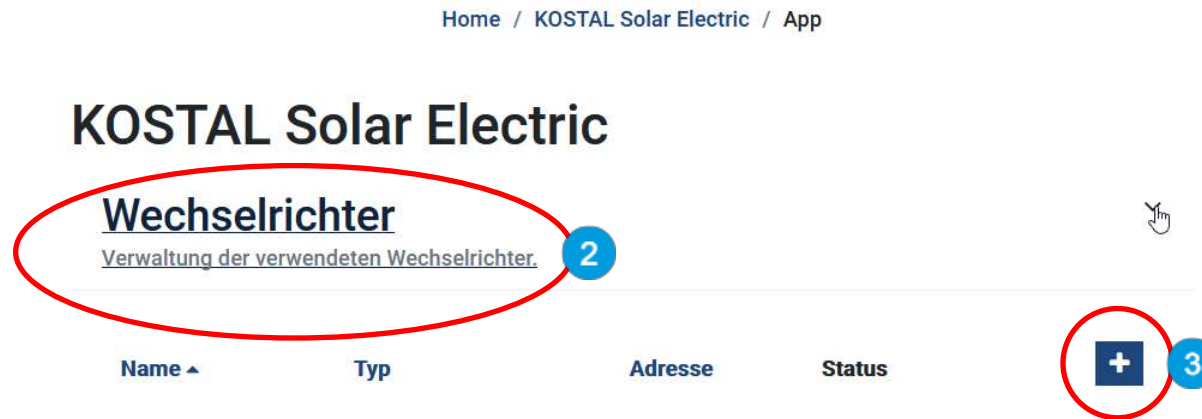 Home / KOSTAL Solar Electric / App
KOSTAL Solar Electric
Wechselrichter
Verwaltung der verwendeten Wechselrichter.
2
Name Typ Adresse Status + 3